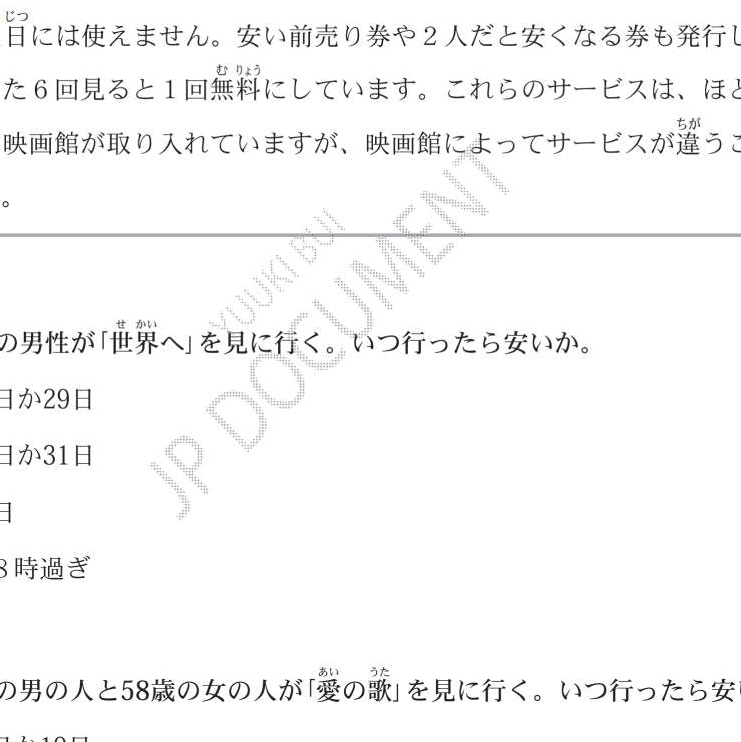 日には使えません。安い前売り券や２人だと安くなる券も発行し
た６回見ると１回無料にしています。これらのサービスは、ほと
映画館が取り入れていますが、映画館によってサービスが違うこ
。
YUUKI BUI
JP DOCUMENT
の男性が「世界へ」を見に行く。いつ行ったら安いか。
日か29日
日か31日
日
８時過ぎ
の男の人と58歳の女の人が「愛の歌」を見に行く。いつ行ったら安い